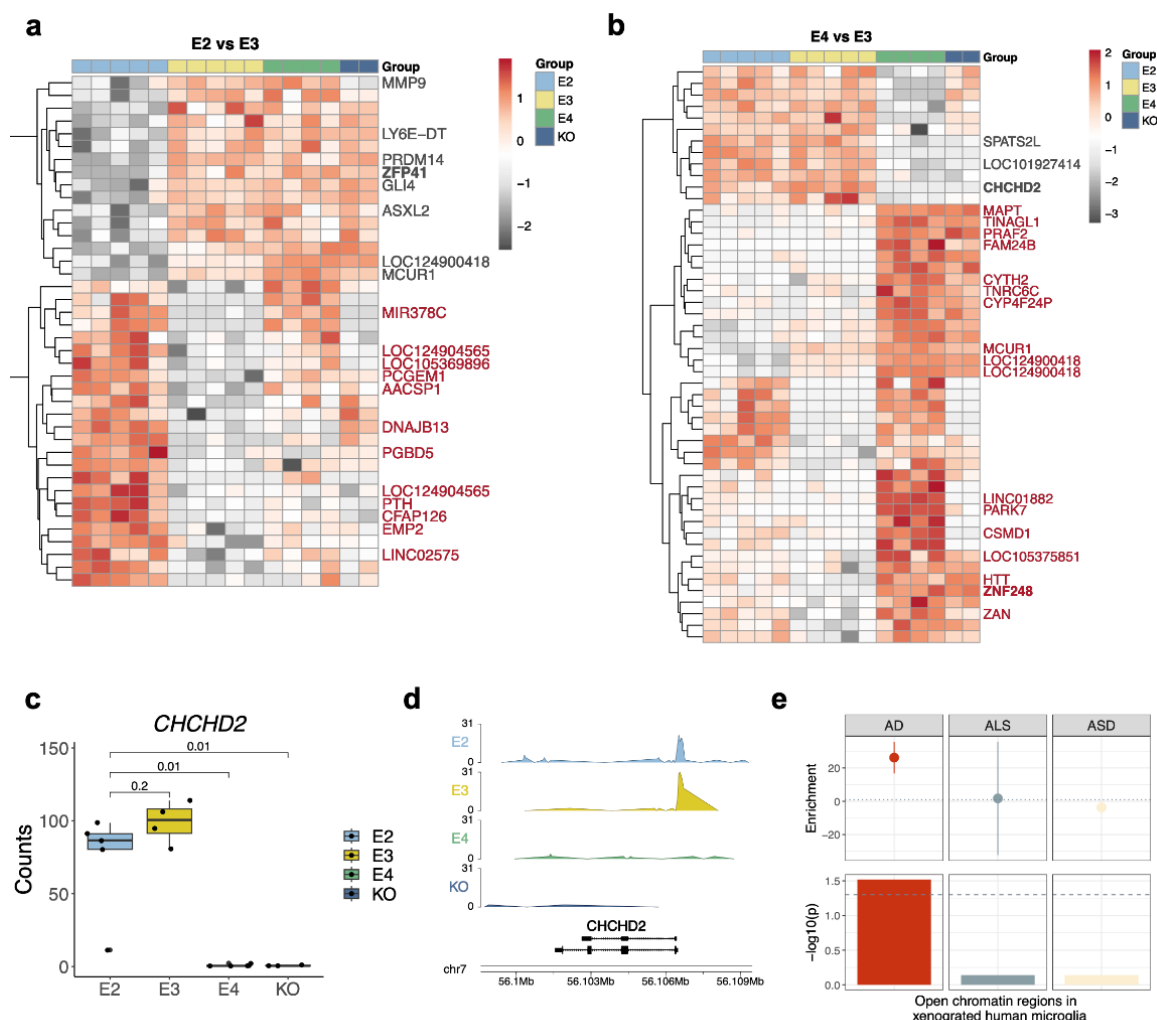 a
E2 vs E3
Group
MMP9
LY6E−DT
PRDM14
ZFP41
GLI4
ASXL2
LOC124900418
MCUR1
MIR378C
LOC124904565
LOC105369896
PCGEM1
AACSP1
DNAJB13
PGBD5
LOC124904565
PTH
CFAP126
EMP2
LINC02575
1
0
−1
−2
Group
E2
E3
E4
KO
b
E4 vs E3
Group
SPATS2L
LOC101927414
CHCHD2
MAPT
TINAGL1
PRAF2
FAM24B
CYTH2
TNRC6C
CYP4F24P
MCUR1
LOC124900418
LOC124900418
LINC01882
PARK7
CSMD1
LOC105375851
HTT
ZNF248
ZAN
2
1
0
−1
−2
−3
Group
E2
E3
E4
KO
c
CHCHD2
150
100
50
0
Counts
0.01
0.01
0.2
E2 E3 E4 KO
E2
E3
E4
KO
d
31
E2
0
31
E3
0
31
E4
0
31
KO
0
CHCHD2
chr7
56.1Mb 56.103Mb 56.106Mb 56.109Mb
e
AD ALS ASD
Enrichment
20
0
−20
−log10(p)
1.5
1.0
0.5
0.0
Open chromatin regions in
xenograted human microglia